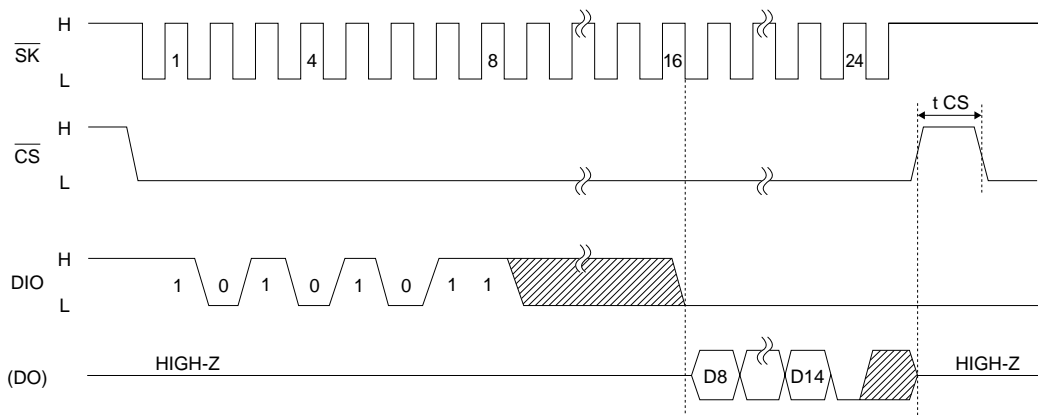 H
SK
L
1 4 8 16 24
t CS
H
CS
L
H
DIO
L
1 0 1 0 1 0 1 1
HIGH-Z
(DO)
D8 D14
HIGH-Z